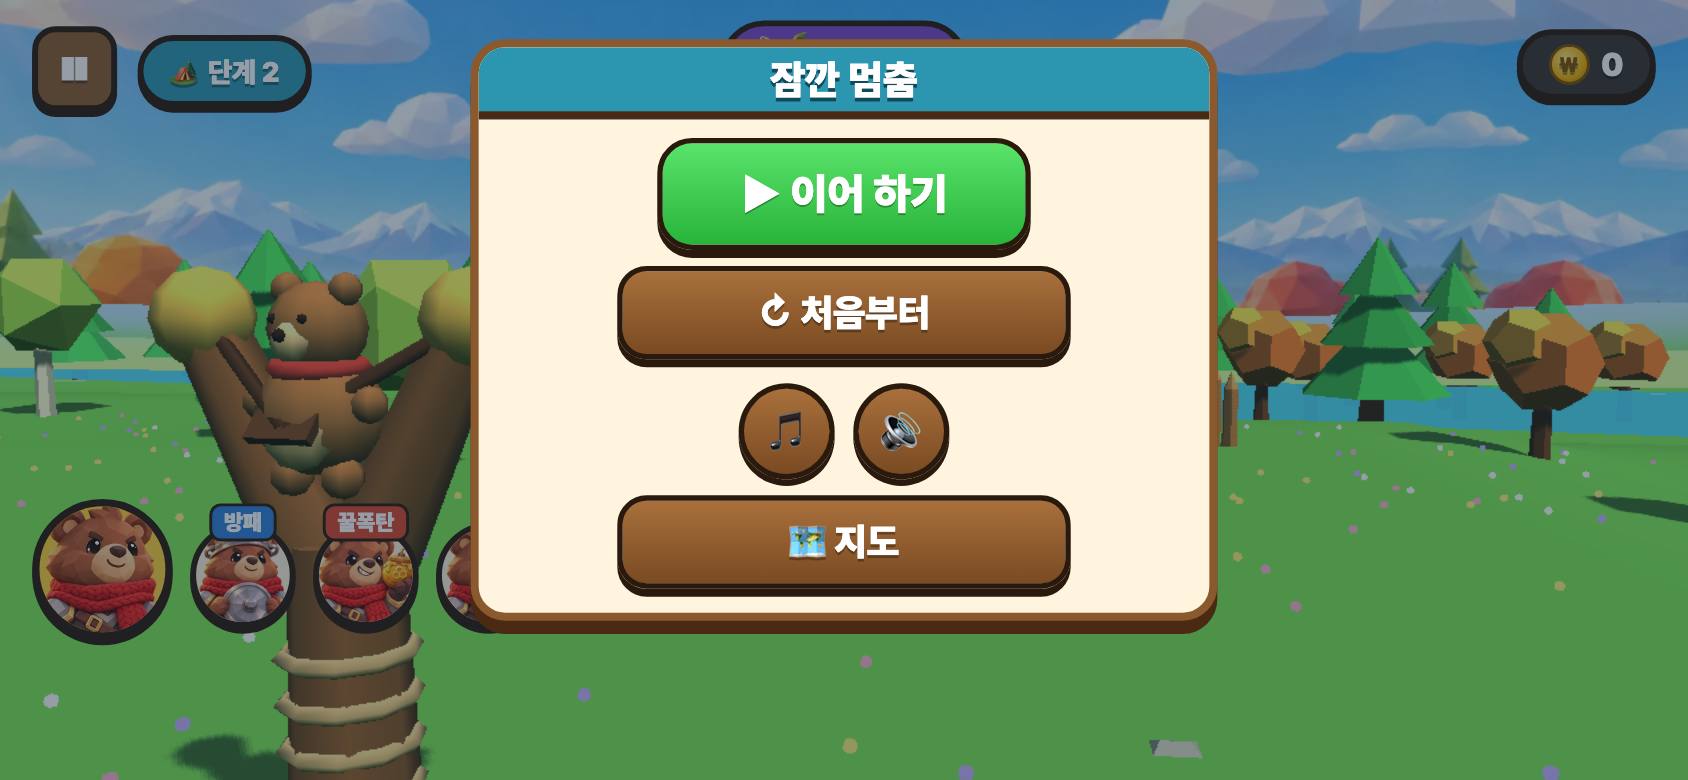 단계 2
잠깐 멈춤
₩ 0
▶ 이어 하기
↻ 처음부터
지도
방패
꿀폭탄